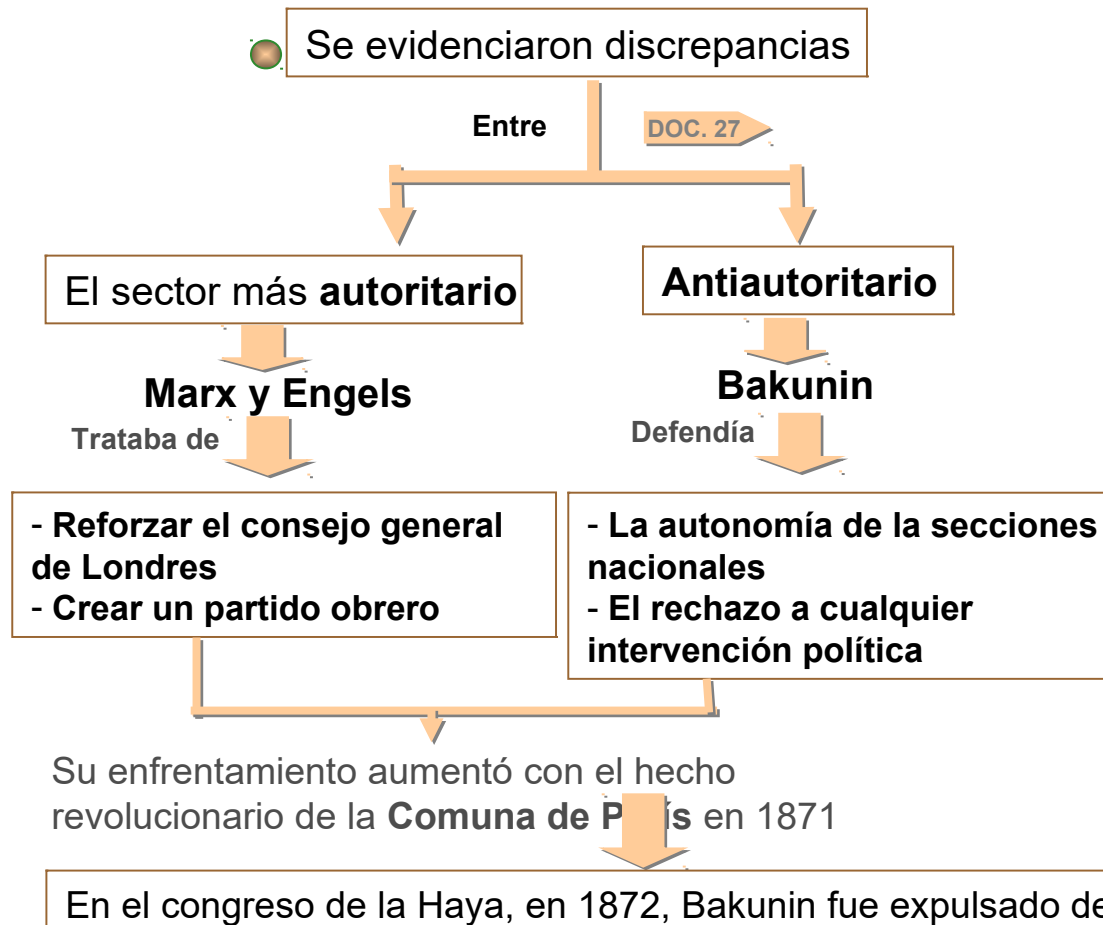 Se evidenciaron discrepancias
Entre
DOC. 27
El sector más autoritario
Antiautoritario
Marx y Engels
Bakunin
Trataba de
Defendía
- Reforzar el consejo general
de Londres
- Crear un partido obrero
- La autonomía de la secciones
nacionales
- El rechazo a cualquier
intervención política
Su enfrentamiento aumentó con el hecho
revolucionario de la Comuna de París en 1871
En el congreso de la Haya, en 1872, Bakunin fue expulsado de